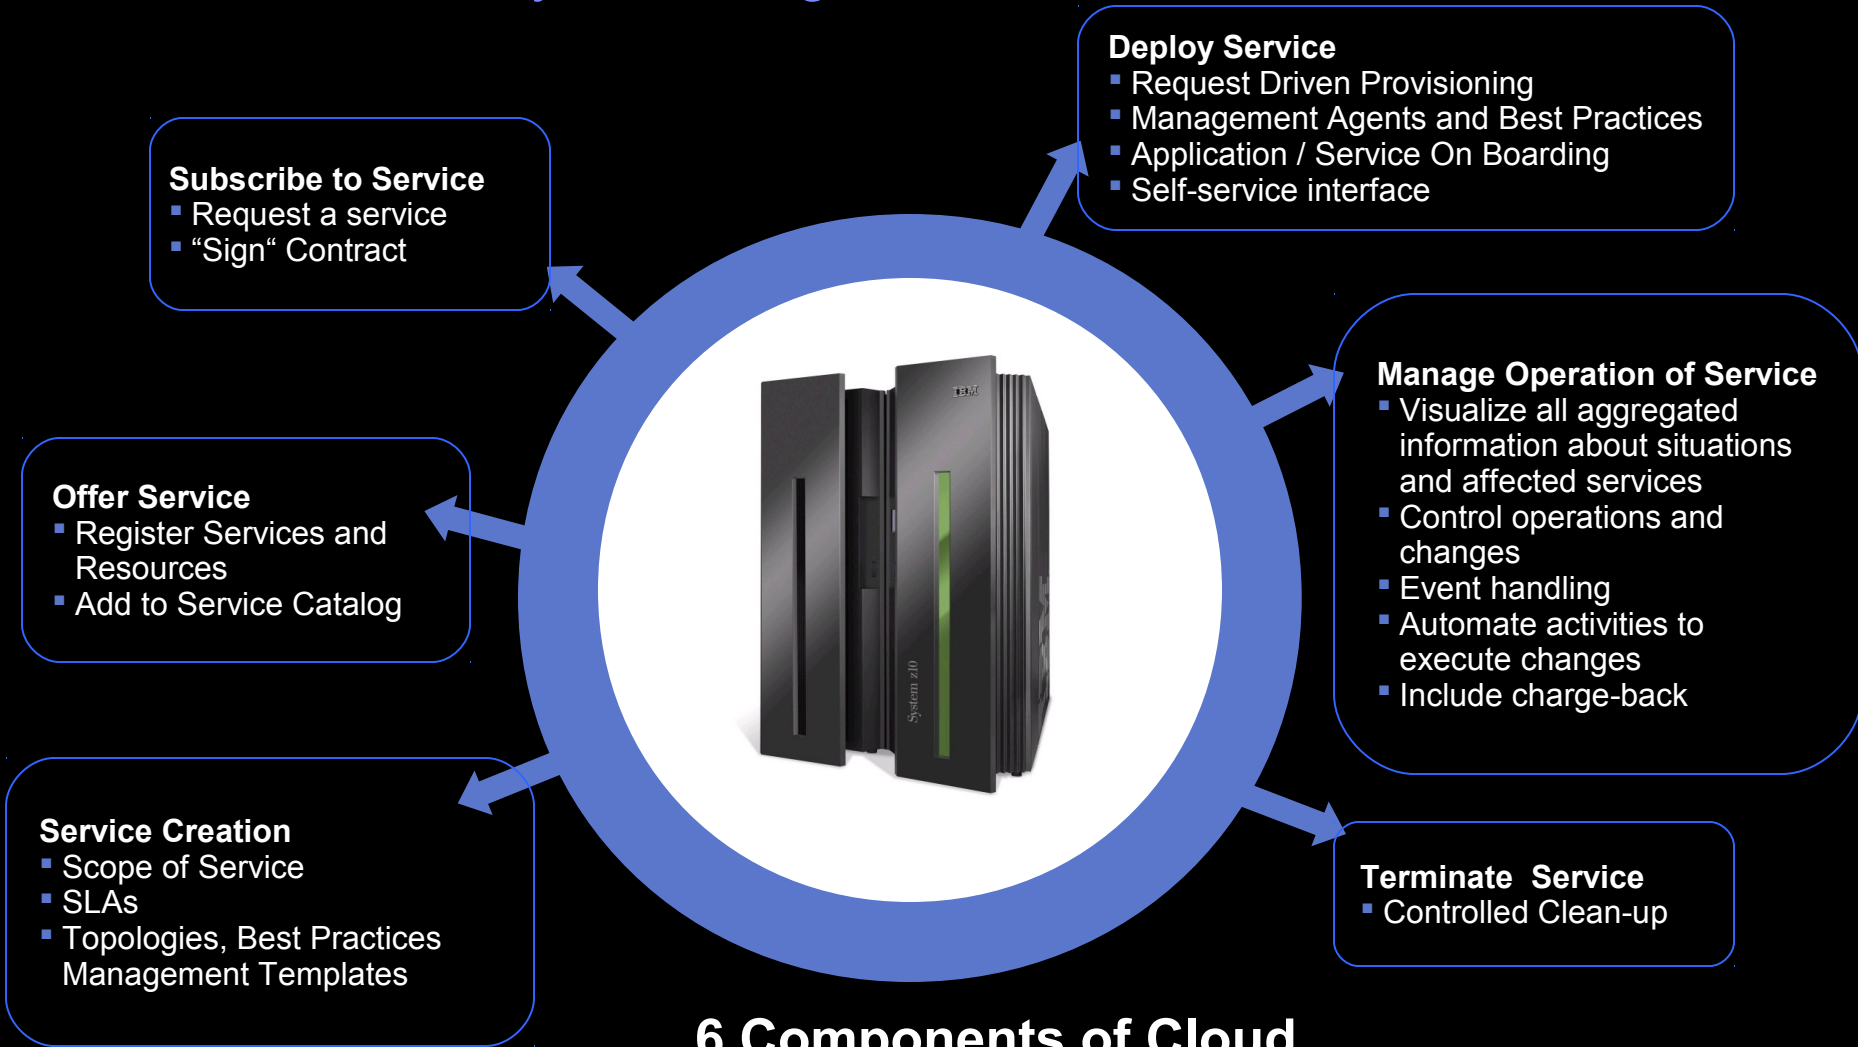 Deploy Service
Request Driven Provisioning
Management Agents and Best Practices
Application / Service On Boarding
Self-service interface
Subscribe to Service
Request a service
“Sign“ Contract
Manage Operation of Service
Visualize all aggregated
information about situations
and affected services
Control operations and
changes
Event handling
Automate activities to
execute changes
Include charge-back
Offer Service
Register Services and
Resources
Add to Service Catalog
IBM
System z10
Service Creation
Scope of Service
SLAs
Topologies, Best Practices
Management Templates
Terminate  Service
Controlled Clean-up
6 Components of Cloud